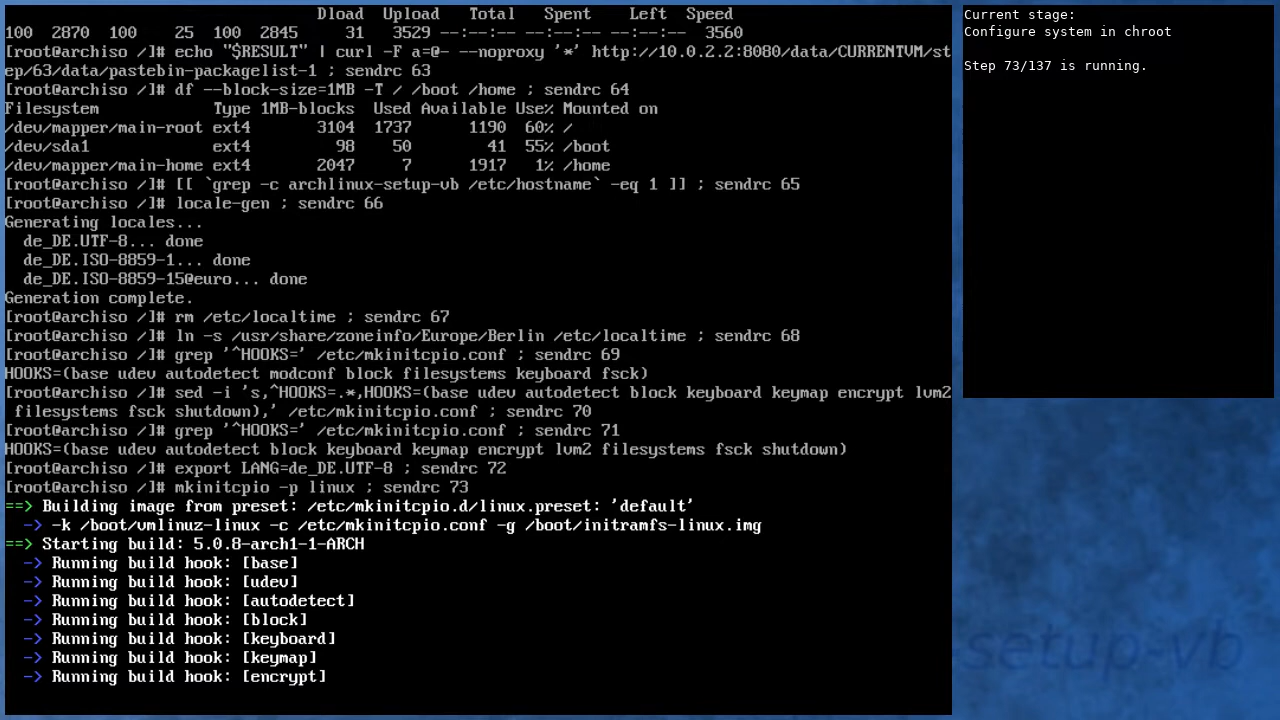 Dload  Upload   Total   Spent    Left  Speed
100  2870  100    25  100  2845     31   3529 --:--:-- --:--:-- --:--:--  3560
[root@archiso /]# echo "$RESULT" | curl -F a=@- --noproxy '*' http://10.0.2.2:8080/data/CURRENTVM/st
ep/63/data/pastebin-packagelist-1 ; sendrc 63
[root@archiso /]# df --block-size=1MB -T / /boot /home ; sendrc 64
Filesystem            Type 1MB-blocks  Used Available Use% Mounted on
/dev/mapper/main-root ext4       3104  1737      1190  60% /
/dev/sda1             ext4         98    50        41  55% /boot
/dev/mapper/main-home ext4       2047     7      1917   1% /home
[root@archiso /]# [[ `grep -c archlinux-setup-vb /etc/hostname` -eq 1 ]] ; sendrc 65
[root@archiso /]# locale-gen ; sendrc 66
Generating locales...
  de_DE.UTF-8... done
  de_DE.ISO-8859-1... done
  de_DE.ISO-8859-15@euro... done
Generation complete.
[root@archiso /]# rm /etc/localtime ; sendrc 67
[root@archiso /]# ln -s /usr/share/zoneinfo/Europe/Berlin /etc/localtime ; sendrc 68
[root@archiso /]# grep '^HOOKS=' /etc/mkinitcpio.conf ; sendrc 69
HOOKS=(base udev autodetect modconf block filesystems keyboard fsck)
[root@archiso /]# sed -i 's,^HOOKS=.*,HOOKS=(base udev autodetect block keyboard keymap encrypt lvm2
 filesystems fsck shutdown),' /etc/mkinitcpio.conf ; sendrc 70
[root@archiso /]# grep '^HOOKS=' /etc/mkinitcpio.conf ; sendrc 71
HOOKS=(base udev autodetect block keyboard keymap encrypt lvm2 filesystems fsck shutdown)
[root@archiso /]# export LANG=de_DE.UTF-8 ; sendrc 72
[root@archiso /]# mkinitcpio -p linux ; sendrc 73
==> Building image from preset: /etc/mkinitcpio.d/linux.preset: 'default'
  -> -k /boot/vmlinuz-linux -c /etc/mkinitcpio.conf -g /boot/initramfs-linux.img
==> Starting build: 5.0.8-arch1-1-ARCH
  -> Running build hook: [base]
  -> Running build hook: [udev]
  -> Running build hook: [autodetect]
  -> Running build hook: [block]
  -> Running build hook: [keyboard]
  -> Running build hook: [keymap]
  -> Running build hook: [encrypt]
Current stage:
Configure system in chroot
Step 73/137 is running.
-setup-vb